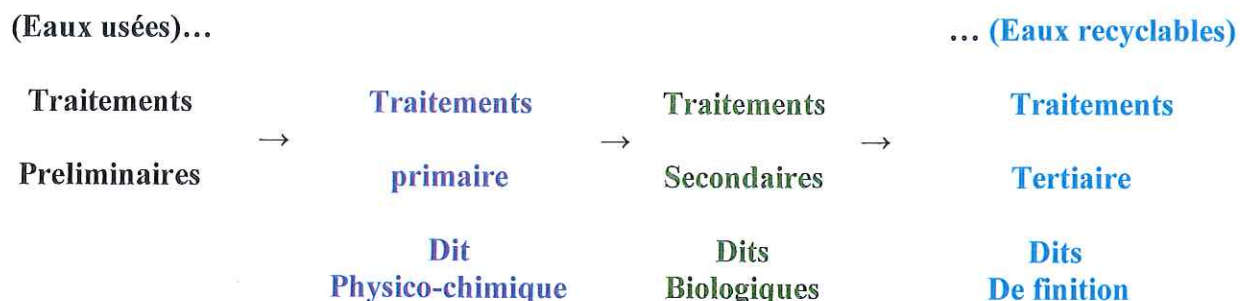 (Eaux usées)... ... (Eaux recyclables)
Traitements Traitements Traitements Traitements
→ → →
Preliminaires primaire Secondaires Tertiaire
Dit Dits Dits
Physico-chimique Biologiques De finition